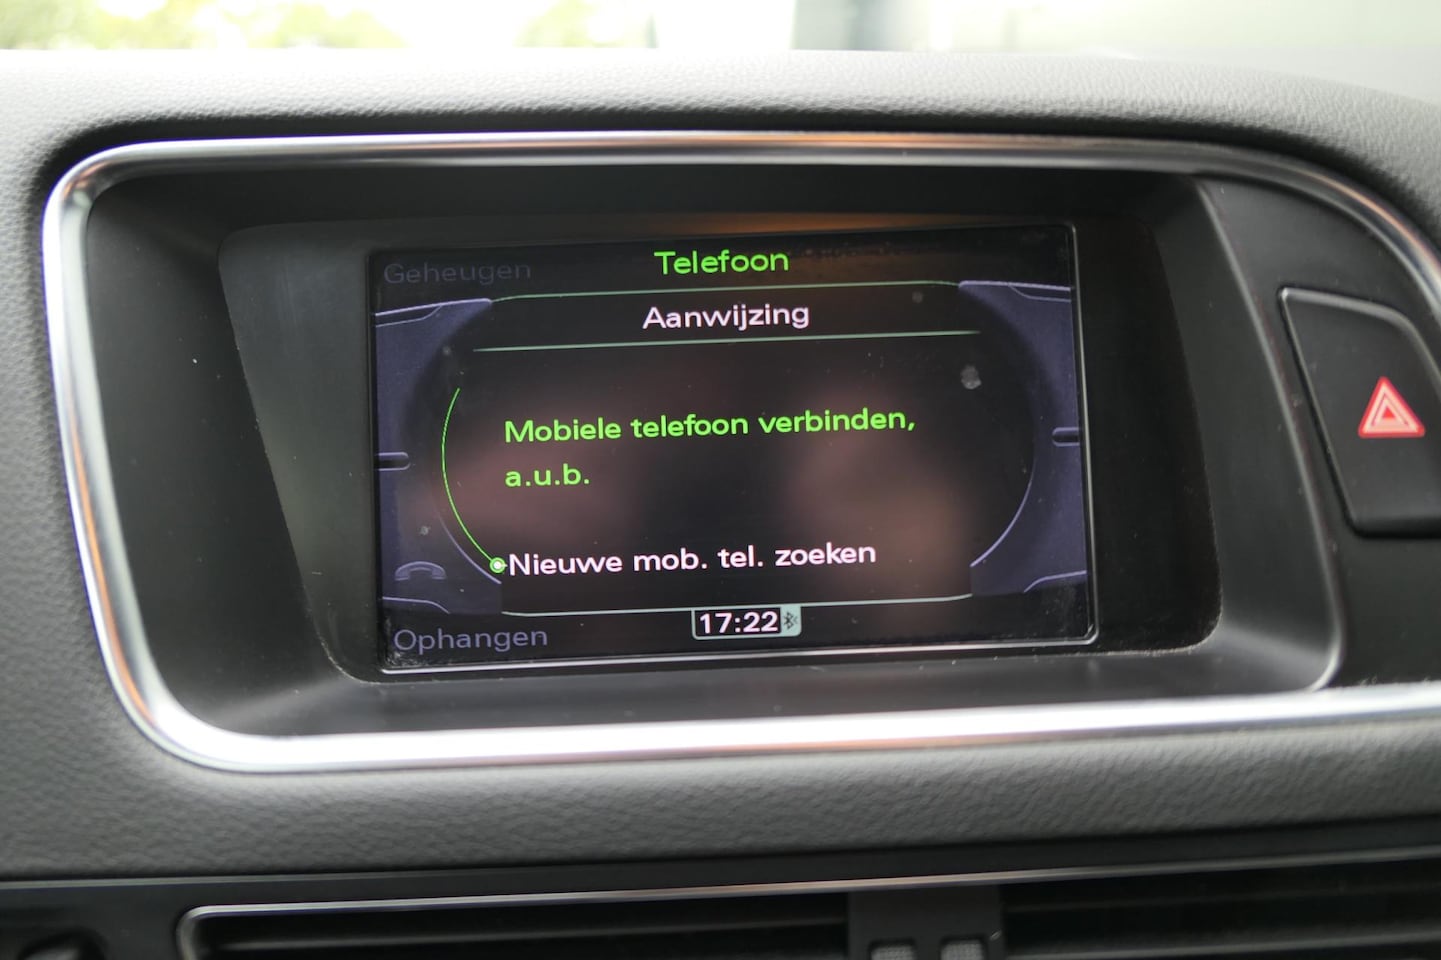 Geheugen
Telefoon
Aanwijzing
Mobiele telefoon verbinden,
a.u.b.
Nieuwe mob. tel. zoeken
Ophangen
17:22